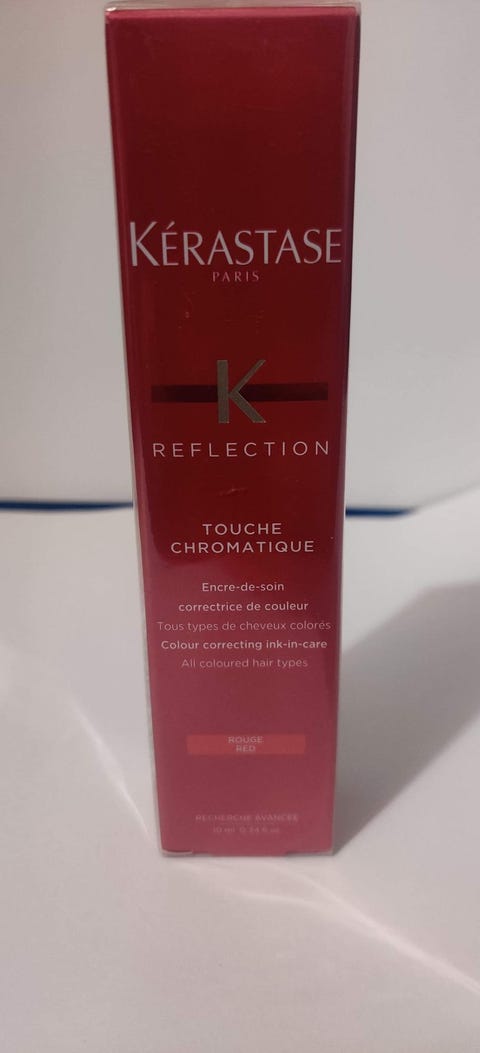 KÉRASTASE
PARIS
K
REFLECTION
TOUCHE
CHROMATIQUE
Encre-de-soin
correctrice de couleur
Tous types de cheveux colorés
Colour correcting ink-in-care
All coloured hair types
ROUGE
RED
RECHERCHE AVANCÉE
10 ml 0.34 fl oz